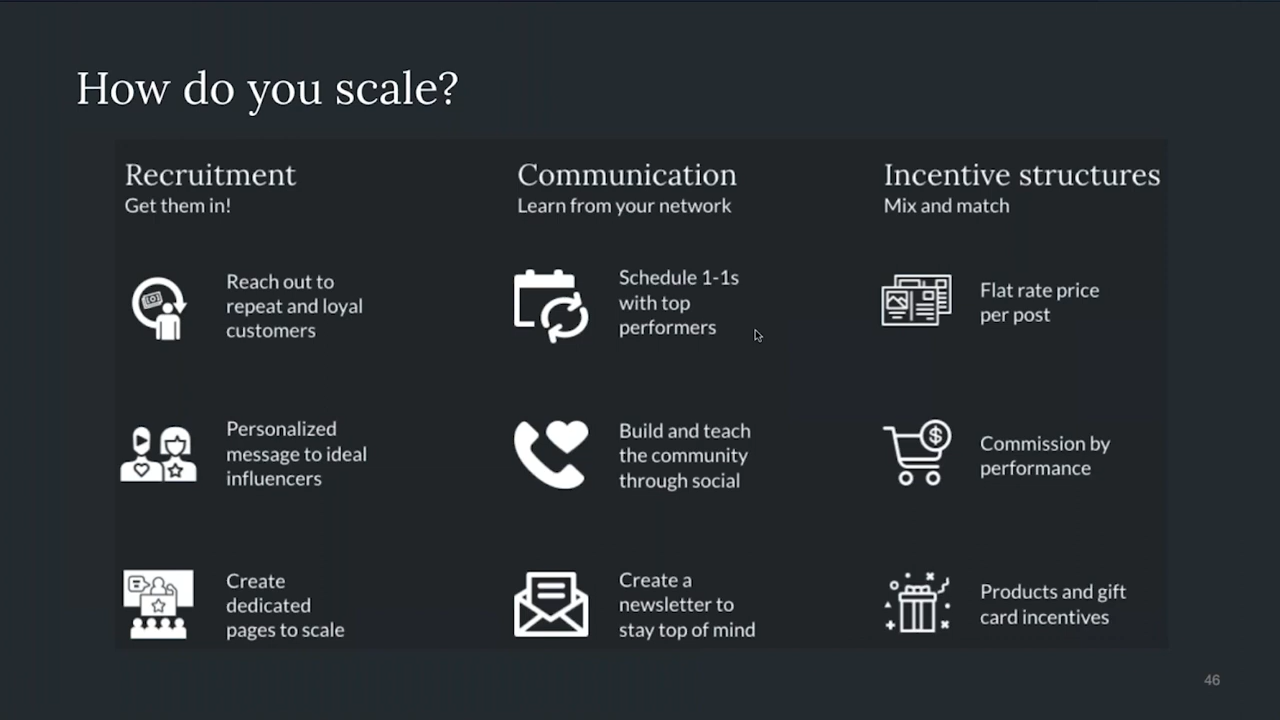 How do you scale?
Recruitment
Get them in!
Reach out to
repeat and loyal
customers
Personalized
message to ideal
influencers
Create
dedicated
pages to scale
Communication
Learn from your network
Schedule 1-1s
with top
performers
Build and teach
the community
through social
Create a
newsletter to
stay top of mind
Incentive structures
Mix and match
Flat rate price
per post
Commission by
performance
Products and gift
card incentives
46